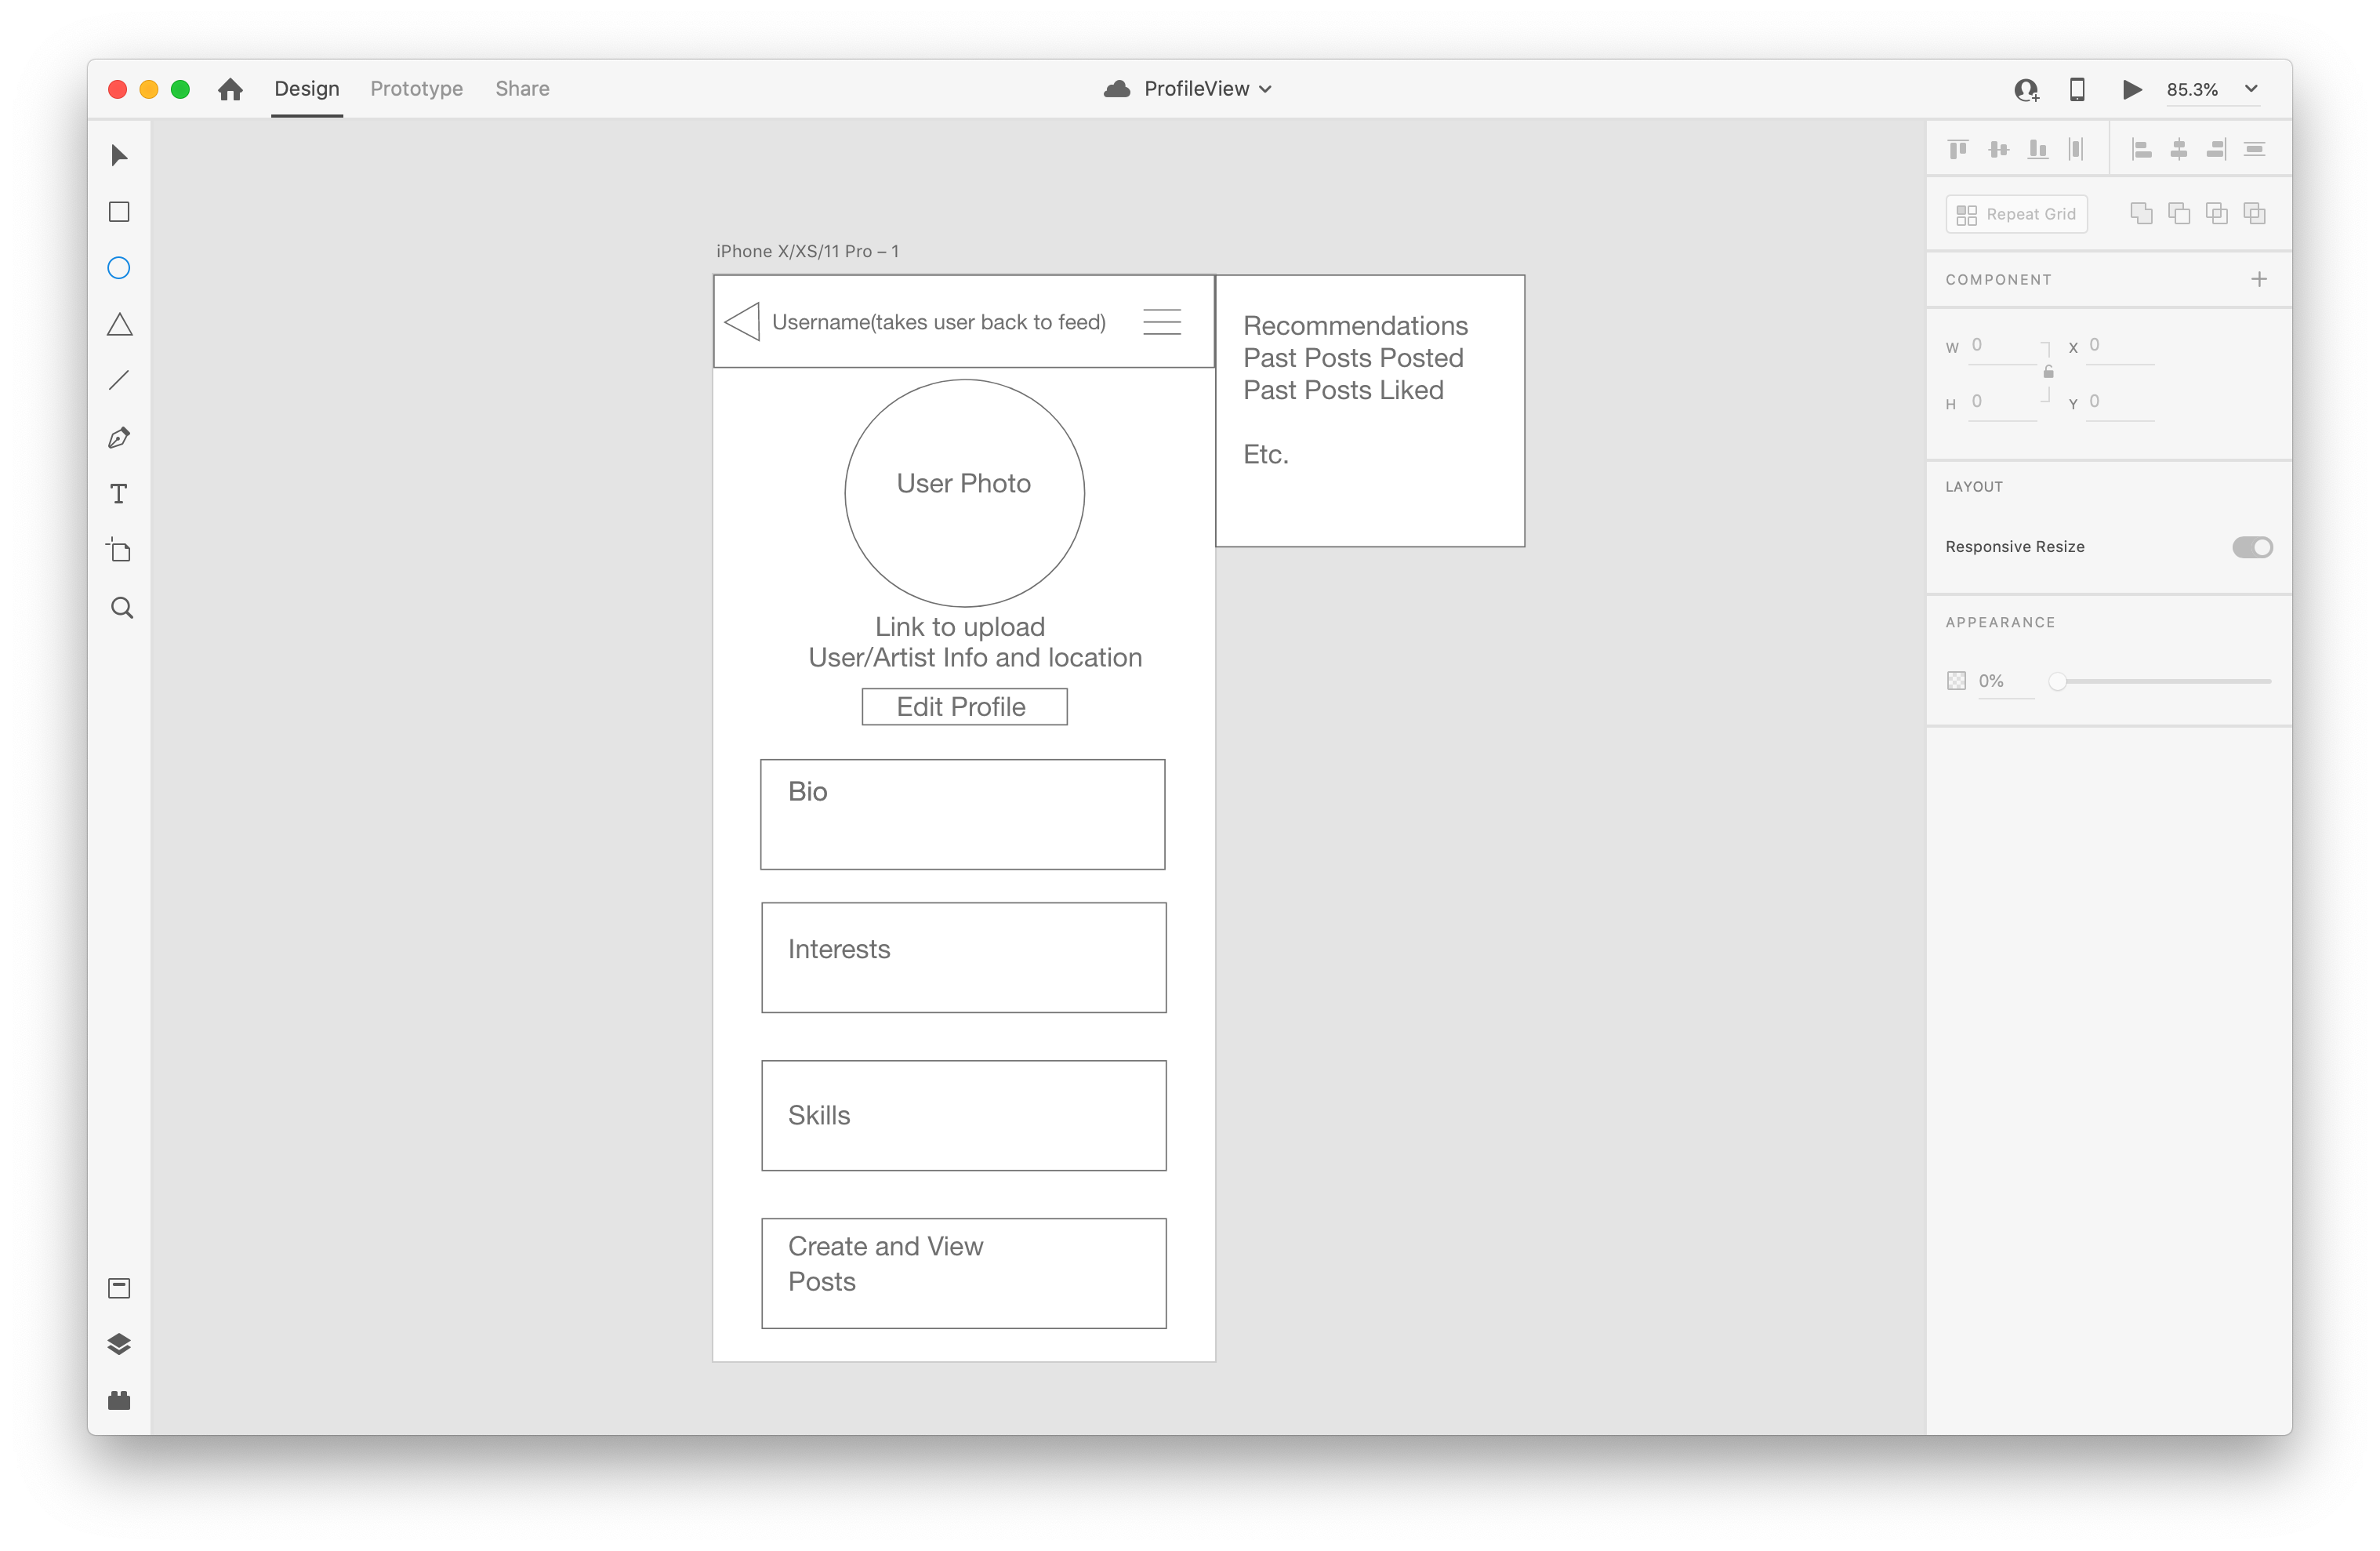 Design Prototype Share ProfileView 85.3%
Repeat Grid
COMPONENT
W 0 X 0
H 0 Y 0
LAYOUT
Responsive Resize
APPEARANCE
0%
iPhone X/XS/11 Pro – 1
Username(takes user back to feed)
Recommendations
Past Posts Posted
Past Posts Liked
Etc.
User Photo
Link to upload
User/Artist Info and location
Edit Profile
Bio
Interests
Skills
Create and View
Posts